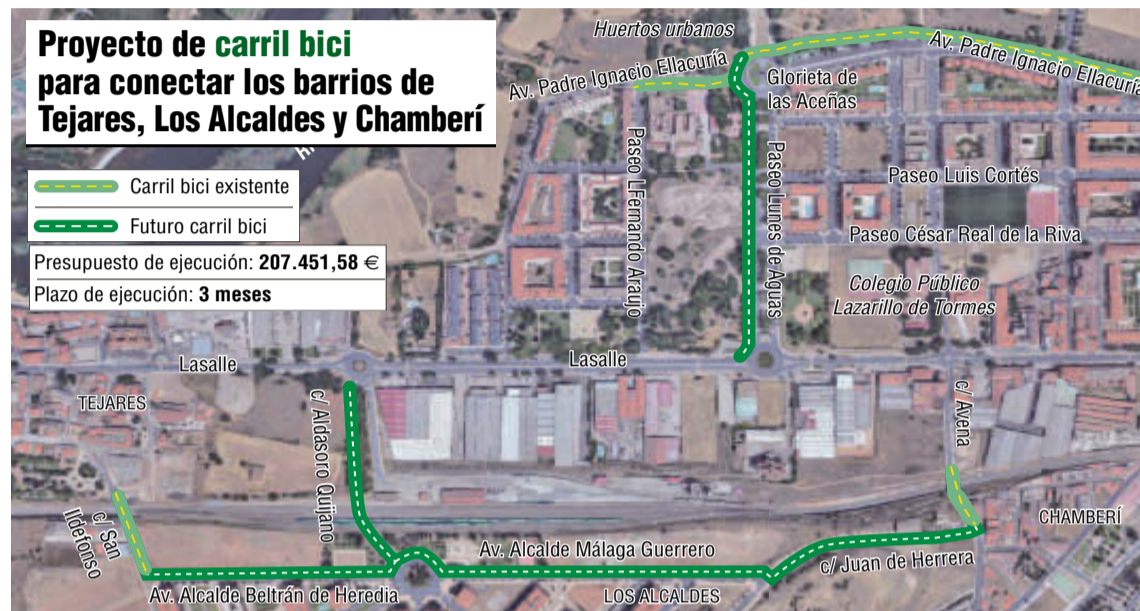 Proyecto de carril bici
para conectar los barrios de
Tejares, Los Alcaldes y Chamberí
Carril bici existente
Futuro carril bici
Presupuesto de ejecución: 207.451,58 €
Plazo de ejecución: 3 meses
Huertos urbanos
Av. Padre Ignacio Ellacuría
Av. Padre Ignacio Ellacuría
Glorieta de
las Aceñas
Paseo LFernando Araujo
Paseo Lunes de Aguas
Paseo Luis Cortés
Paseo César Real de la Riva
Colegio Público
Lazarillo de Tormes
Lasalle
Lasalle
TEJARES
c/ Aldasoro Quijano
c/ Avena
c/ San
Ildefonso
CHAMBERÍ
Av. Alcalde Málaga Guerrero
c/ Juan de Herrera
Av. Alcalde Beltrán de Heredia
LOS ALCALDES